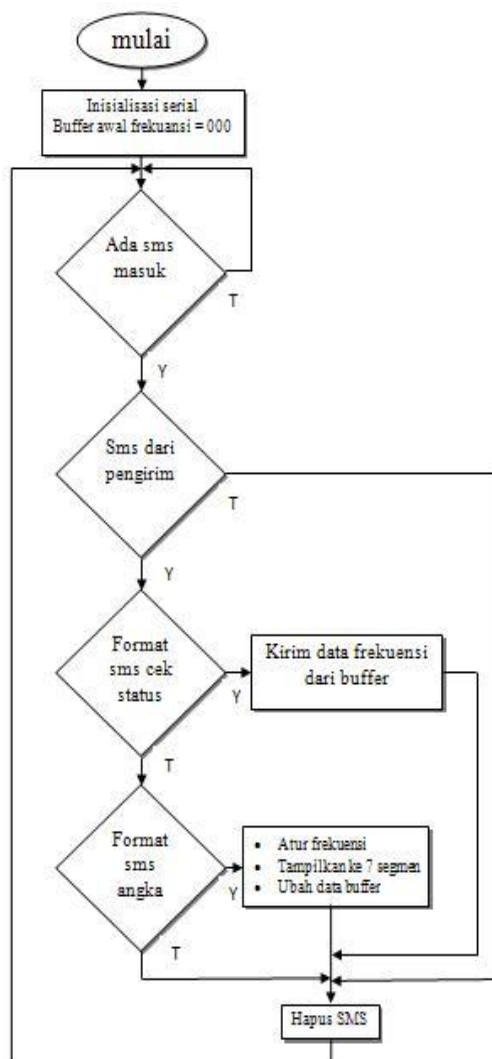 mulai
Inisialisasi serial
Buffer awal frekuansi = 000
Ada sms
masuk
T
Y
Sms dari
pengirim
T
Y
Format
sms cek
status
Y
Kirim data frekuensi
dari buffer
T
Format
sms
angka
Y
• Atur frekuensi
• Tampilkan ke 7 segmen
• Ubah data buffer
T
Hapus SMS